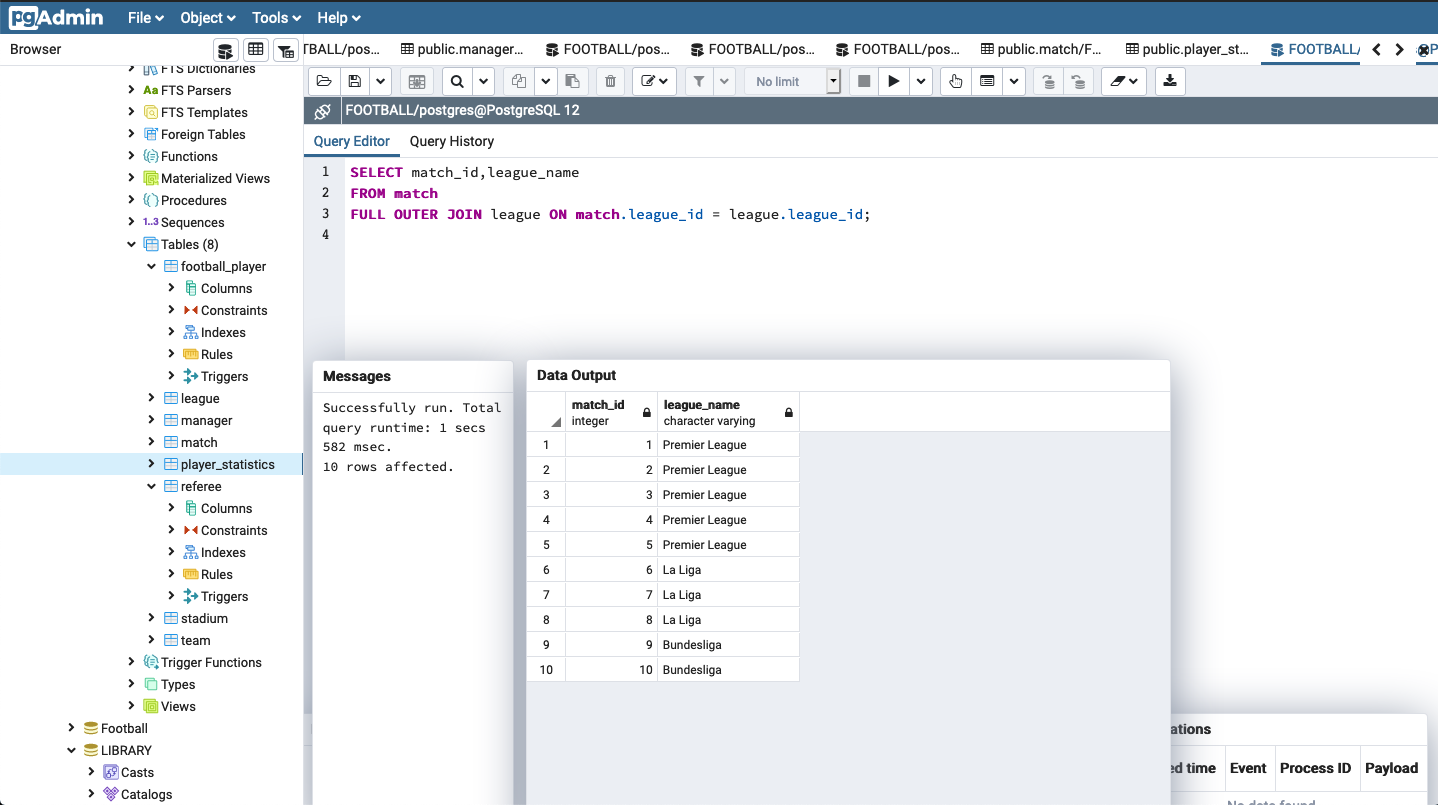 pgAdmin File Object Tools Help
Browser
TBALL/pos... public.manager... FOOTBALL/pos... FOOTBALL/pos... FOOTBALL/pos... public.match/F... public.player_st... FOOTBALL/
FTS Dictionaries
FTS Parsers
FTS Templates
Foreign Tables
Functions
Materialized Views
Procedures
1..3 Sequences
Tables (8)
football_player
Columns
Constraints
Indexes
Rules
Triggers
league
manager
match
player_statistics
referee
Columns
Constraints
Indexes
Rules
Triggers
stadium
team
Trigger Functions
Types
Views
Football
LIBRARY
Casts
Catalogs
No limit
FOOTBALL/postgres@PostgreSQL 12
Query Editor Query History
1 SELECT match_id,league_name
2 FROM match
3 FULL OUTER JOIN league ON match.league_id = league.league_id;
4
Messages
Successfully run. Total
query runtime: 1 secs
582 msec.
10 rows affected.
Data Output
match_id league_name
integer character varying
1 1 Premier League
2 2 Premier League
3 3 Premier League
4 4 Premier League
5 5 Premier League
6 6 La Liga
7 7 La Liga
8 8 La Liga
9 9 Bundesliga
10 10 Bundesliga
ations
ed time Event Process ID Payload
No data found